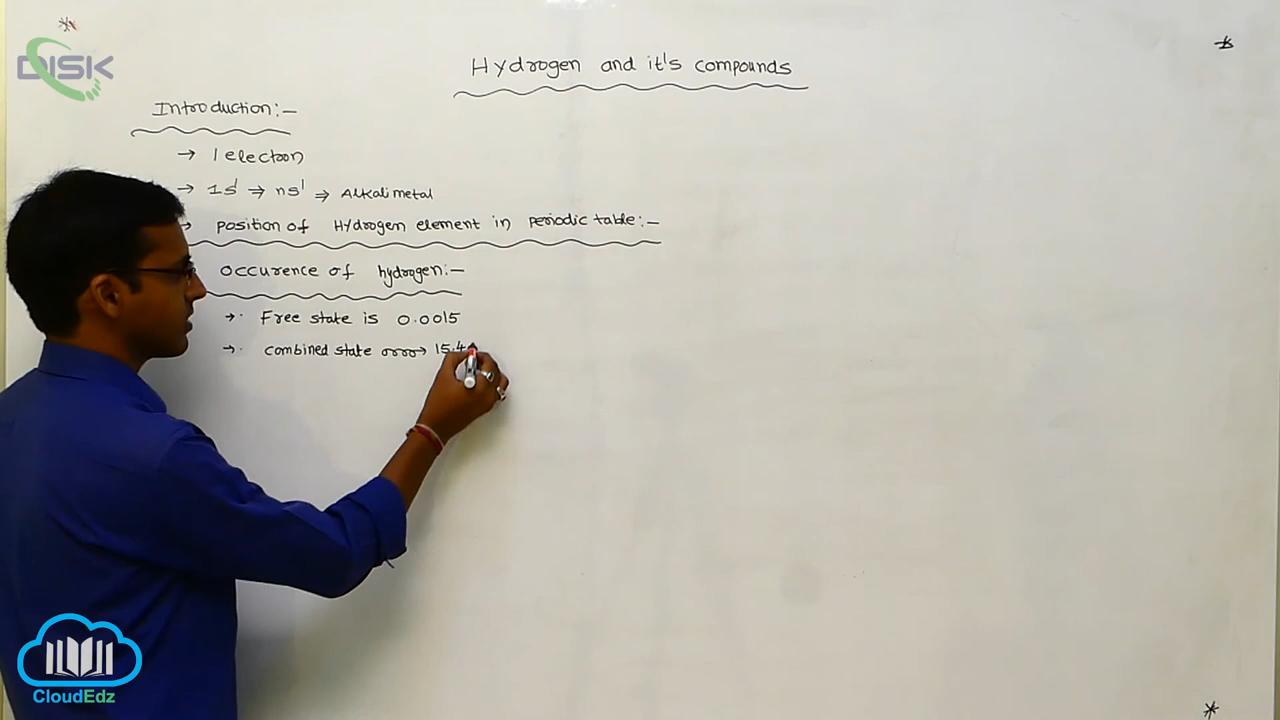 DISK
Hydrogen and it's compounds
Introduction:-
→ 1 electron
→ 1s¹ ⇒ ns¹ ⇒ Alkali metal
→ position of Hydrogen element in periodic table:-
occurence of hydrogen:-
→· Free state is 0.0015
→· combined state → 15.4
CloudEdz